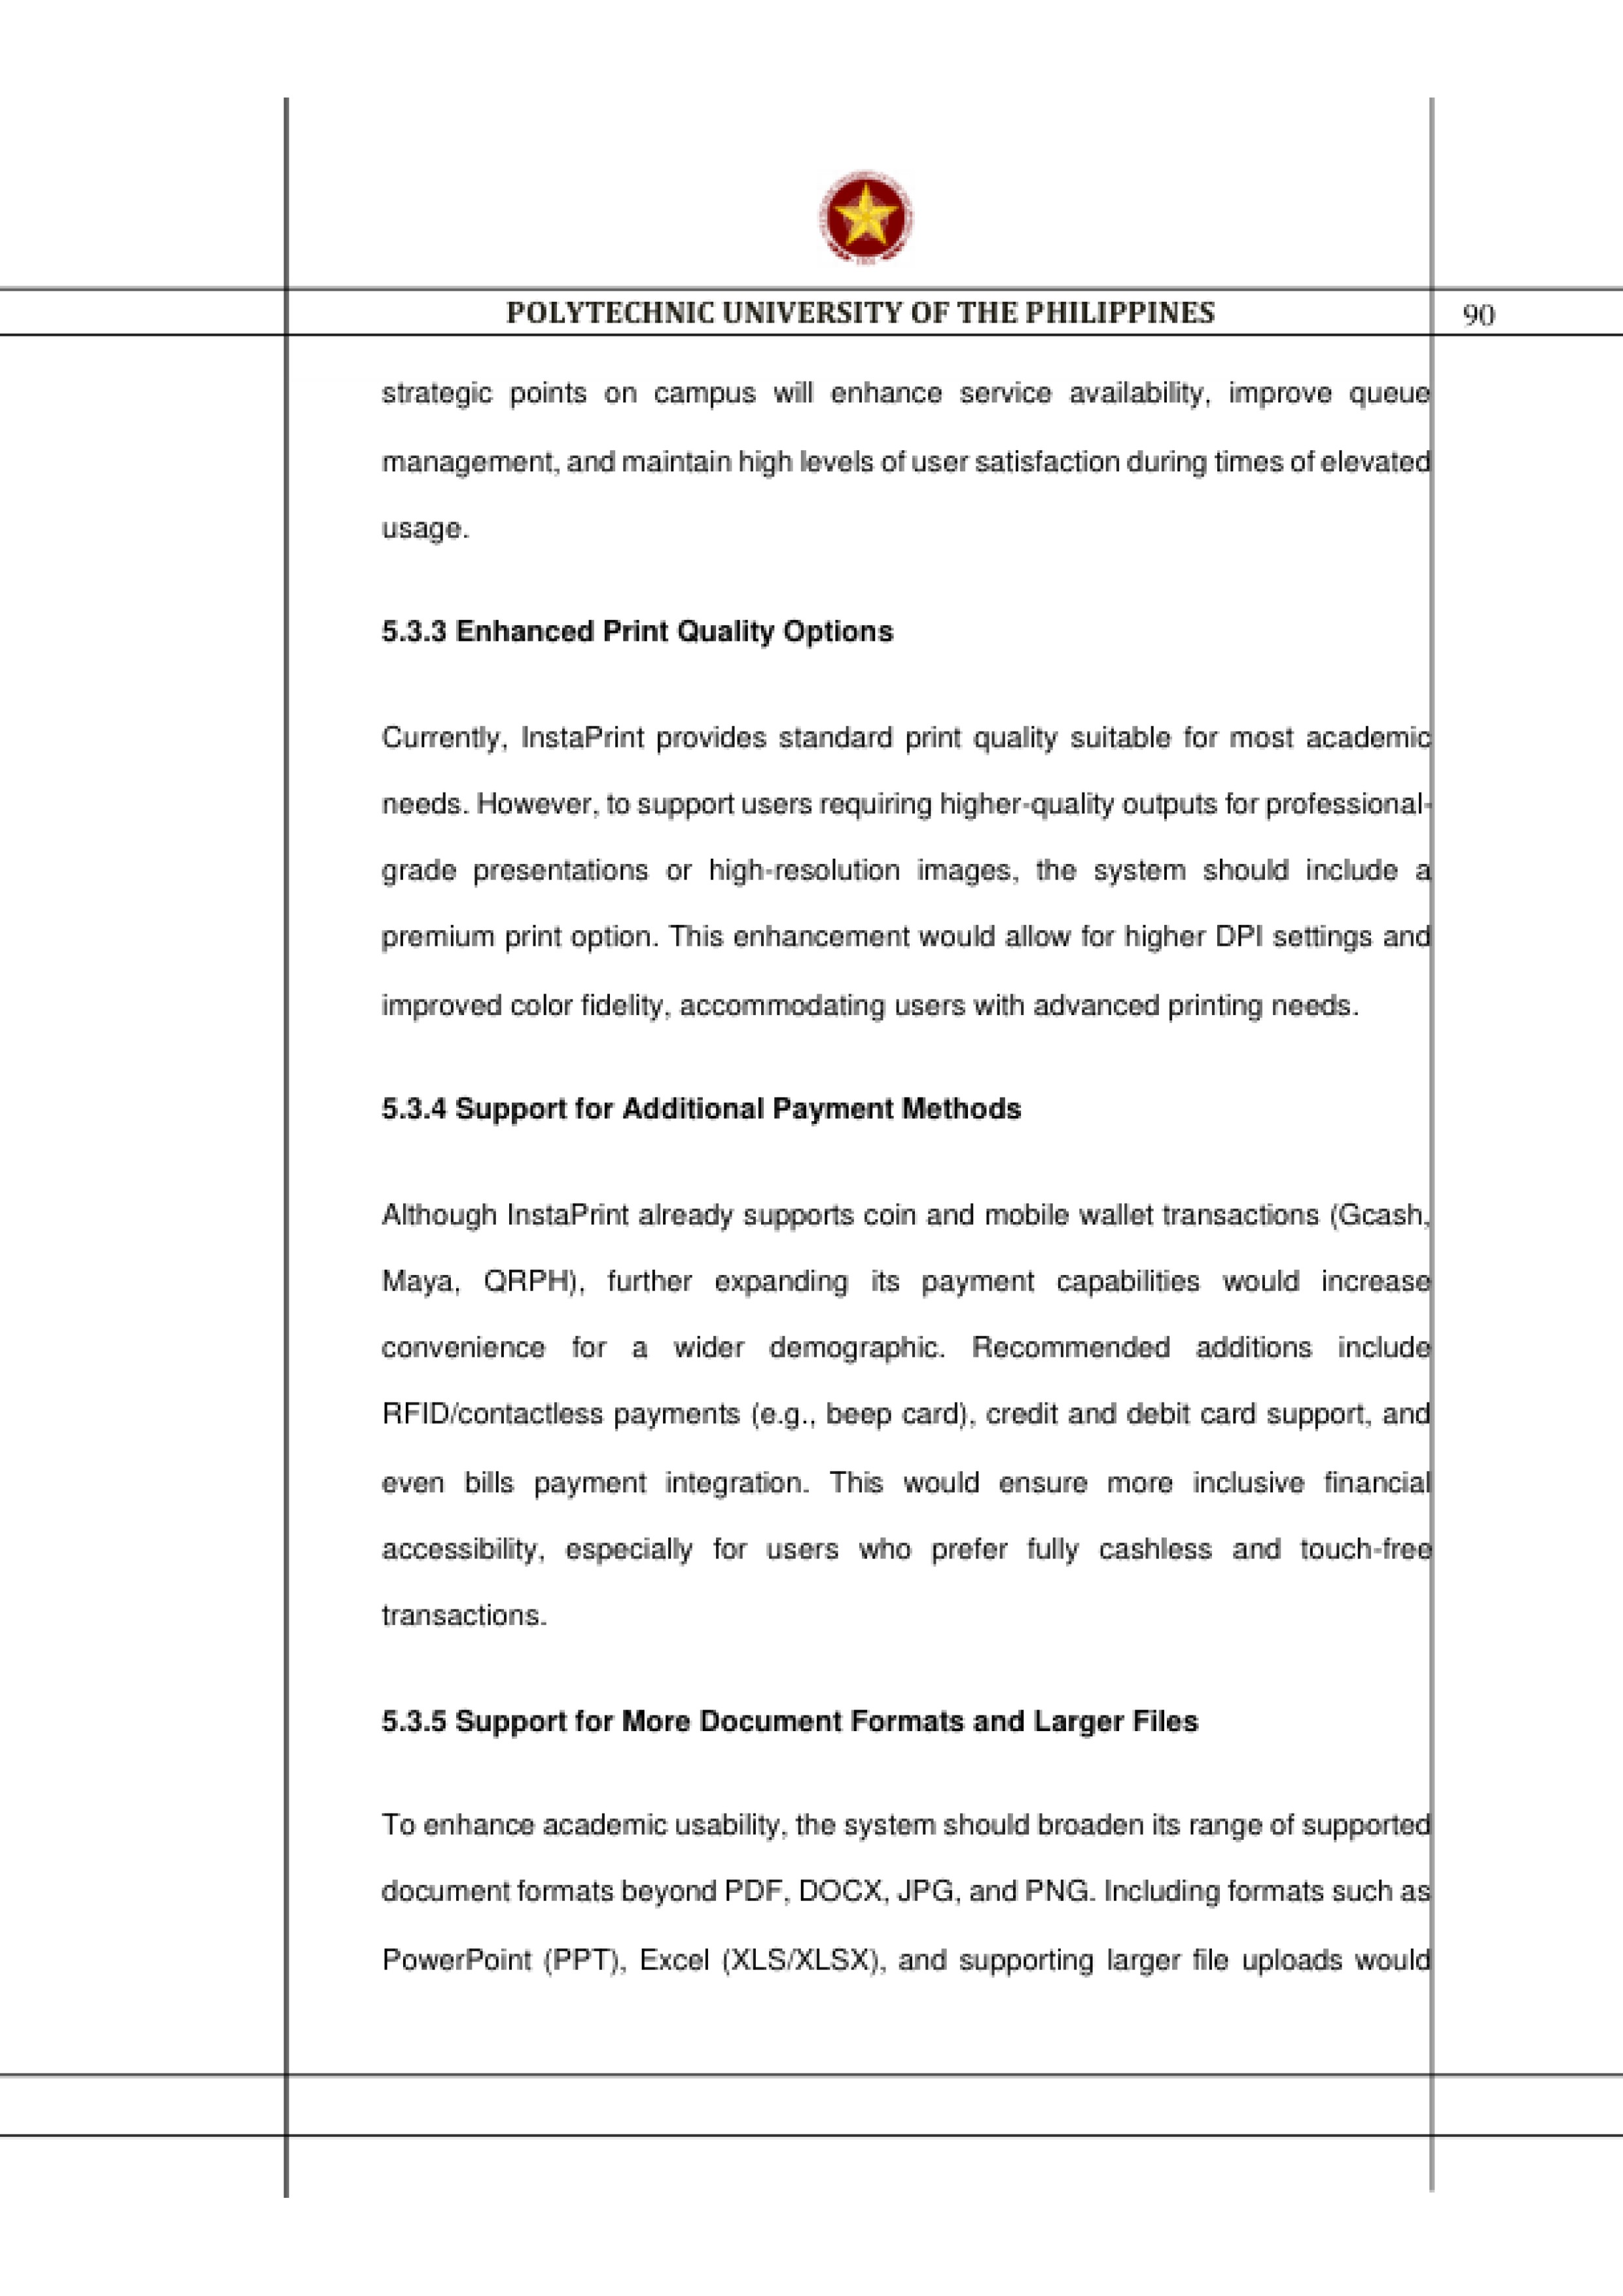 POLYTECHNIC UNIVERSITY OF THE PHILIPPINES
90
strategic points on campus will enhance service availability, improve queue
management, and maintain high levels of user satisfaction during times of elevated
usage.
5.3.3 Enhanced Print Quality Options
Currently, InstaPrint provides standard print quality suitable for most academic
needs. However, to support users requiring higher-quality outputs for professional-
grade presentations or high-resolution images, the system should include a
premium print option. This enhancement would allow for higher DPI settings and
improved color fidelity, accommodating users with advanced printing needs.
5.3.4 Support for Additional Payment Methods
Although InstaPrint already supports coin and mobile wallet transactions (Gcash,
Maya, QRPH), further expanding its payment capabilities would increase
convenience for a wider demographic. Recommended additions include
RFID/contactless payments (e.g., beep card), credit and debit card support, and
even bills payment integration. This would ensure more inclusive financial
accessibility, especially for users who prefer fully cashless and touch-free
transactions.
5.3.5 Support for More Document Formats and Larger Files
To enhance academic usability, the system should broaden its range of supported
document formats beyond PDF, DOCX, JPG, and PNG. Including formats such as
PowerPoint (PPT), Excel (XLS/XLSX), and supporting larger file uploads would